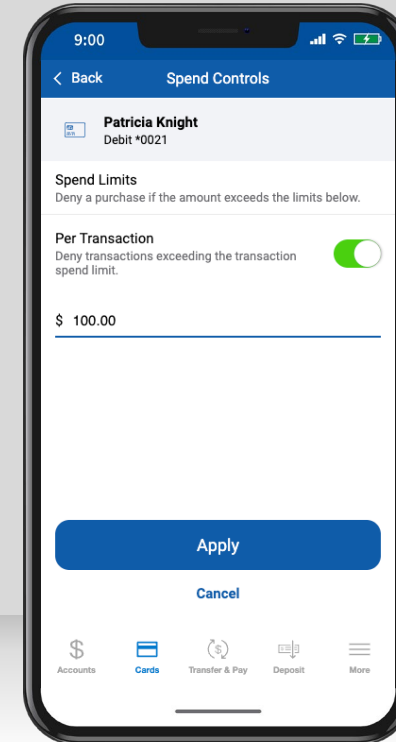 9:00
Back Spend Controls
Patricia Knight
Debit *0021
Spend Limits
Deny a purchase if the amount exceeds the limits below.
Per Transaction
Deny transactions exceeding the transaction
spend limit.
$ 100.00
Apply
Cancel
Accounts Cards Transfer & Pay Deposit More